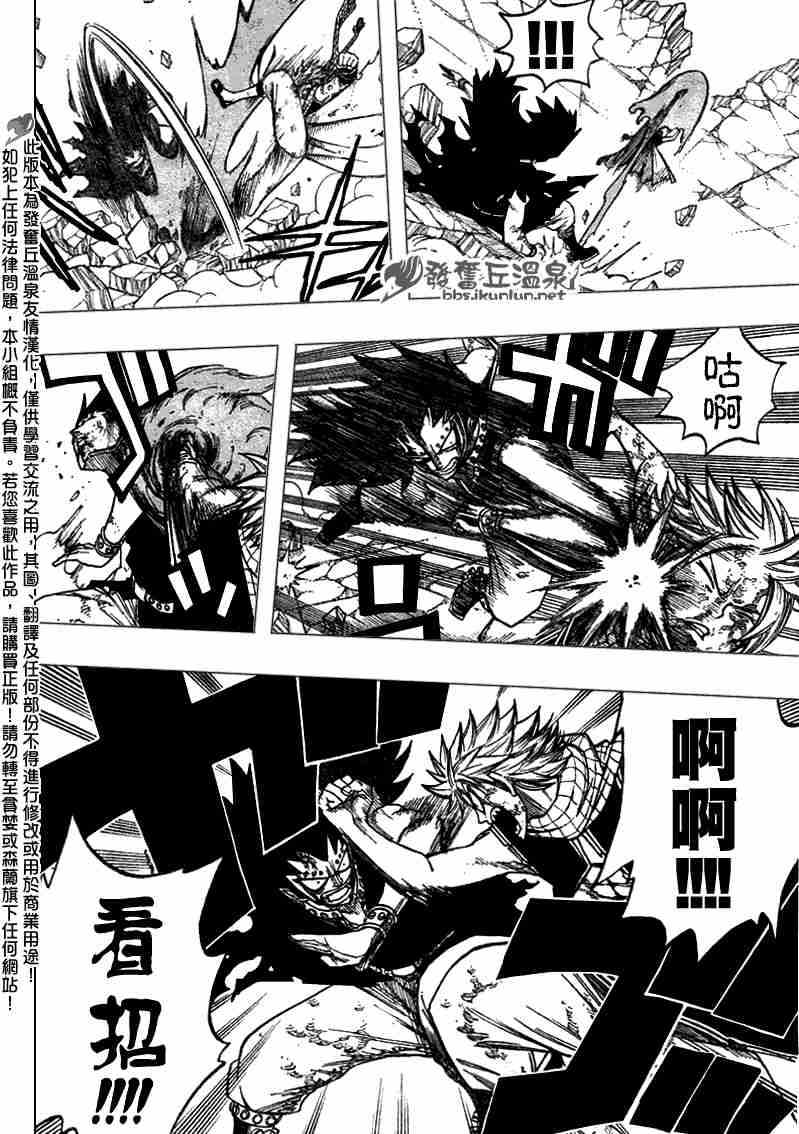 !!!
發奮丘溫泉
bbs.ikunlun.net
咕啊
啊啊!!!!
看招!!!!
此版本為發奮丘溫泉友情漢化，僅供學習交流之用，其圖、翻譯及任何部份不得進行修改或用於商業用途！
如犯上任何法律問題，本小組概不負責。若您喜歡此作品，請購買正版！請勿轉至貪婪或森蘭旗下任何網站！